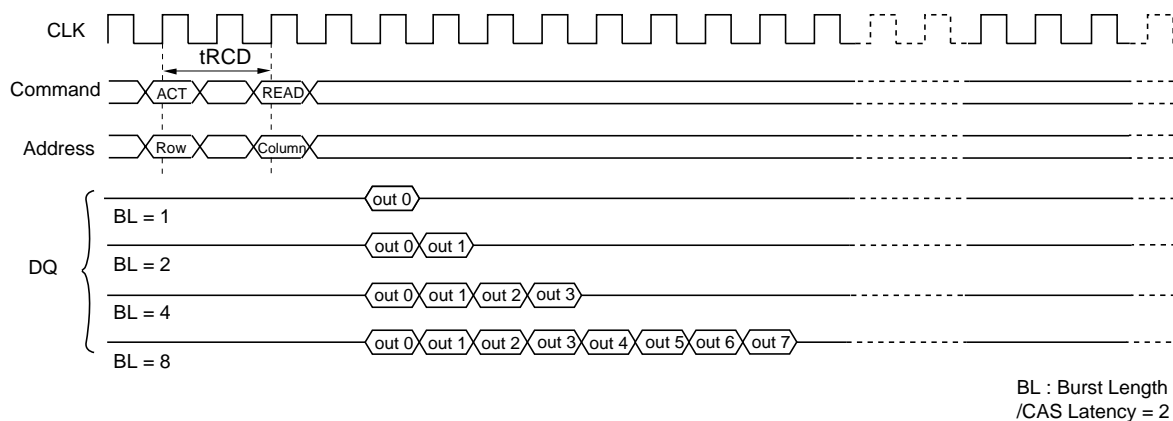 CLK
tRCD
Command ACT READ
Address Row Column
out 0
BL = 1
out 0 out 1
BL = 2
DQ
out 0 out 1 out 2 out 3
BL = 4
out 0 out 1 out 2 out 3 out 4 out 5 out 6 out 7
BL = 8
BL : Burst Length
/CAS Latency = 2